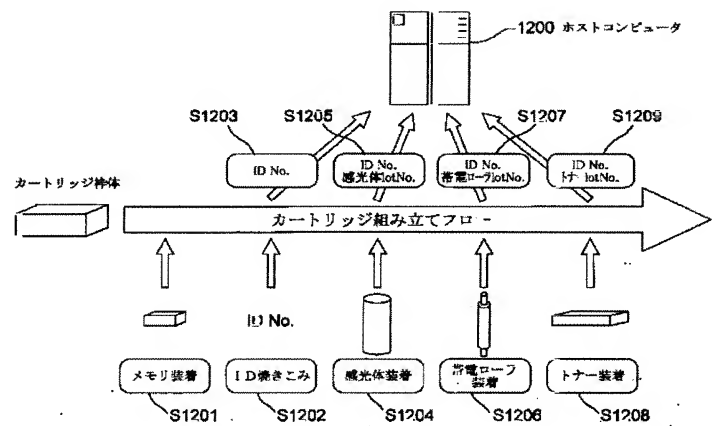 1200 ホストコンピュータ
S1203
S1205
S1207
S1209
ID No.
ID No.
感光体lotNo.
ID No.
帯電ローラlotNo.
ID No.
トナーlotNo.
カートリッジ枠体
カートリッジ組み立てフロー
ID No.
メモリ装着
ID焼きこみ
感光体装着
帯電ローラ
装着
トナー装着
S1201
S1202
S1204
S1206
S1208